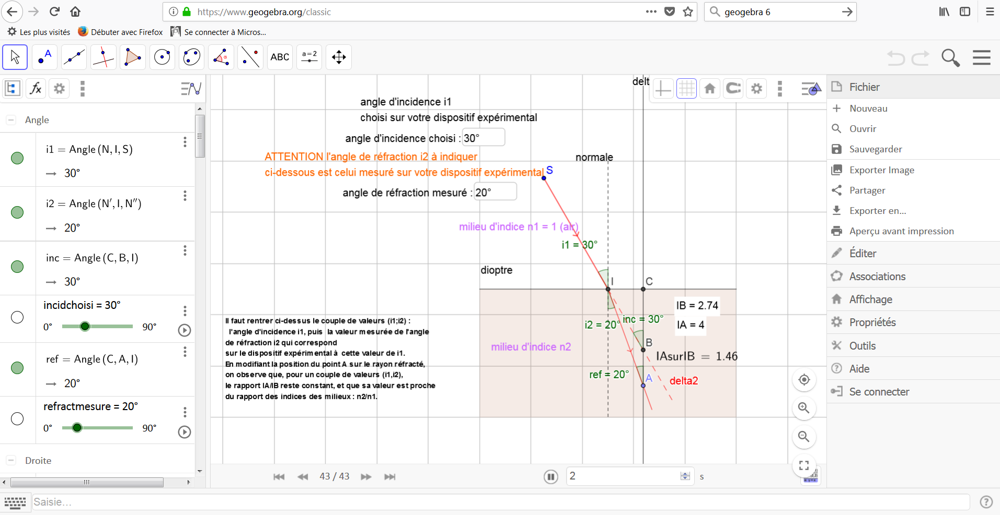 https://www.geogebra.org/classic
geogebra 6
Les plus visités
Débuter avec Firefox
Se connecter à Micros...
A
α
ABC
a=2
fx
Angle
i1 = Angle(N, I, S)
→ 30°
i2 = Angle(N′, I, N″)
→ 20°
inc = Angle(C, B, I)
→ 30°
incidchoisi = 30°
0°
90°
ref = Angle(C, A, I)
→ 20°
refractmesure = 20°
0°
90°
Droite
delt
angle d'incidence i1
choisi sur votre dispositif expérimental
angle d'incidence choisi : 30°
ATTENTION l'angle de réfraction i2 à indiquer
ci-dessous est celui mesuré sur votre dispositif expérimental
angle de réfraction mesuré : 20°
normale
S
milieu d'indice n1 = 1 (air)
i1 = 30°
dioptre
I
C
IB = 2.74
IA = 4
i2 = 20°
inc = 30°
B
milieu d'indice n2
IAsurIB = 1.46
ref = 20°
A
delta2
Il faut rentrer ci-dessus le couple de valeurs (i1;i2) :
l'angle d'incidence i1, puis la valeur mesurée de l'angle
de réfraction i2 qui correspond
sur le dispositif expérimental à cette valeur de i1.
En modifiant la position du point A sur le rayon réfracté,
on observe que, pour un couple de valeurs (i1,i2),
le rapport IA/IB reste constant, et que sa valeur est proche
du rapport des indices des milieux : n2/n1.
43 / 43
2
s
Fichier
Nouveau
Ouvrir
Sauvegarder
Exporter Image
Partager
Exporter en...
Aperçu avant impression
Éditer
Associations
Affichage
Propriétés
Outils
Aide
Se connecter
Saisie...